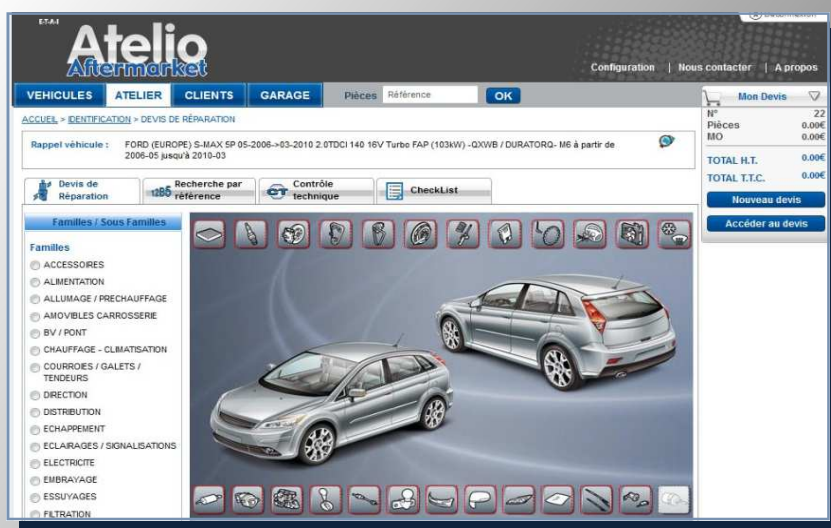 E·T·A·I
Atelio
Aftermarket
Configuration | Nous contacter | A propos
VEHICULES ATELIER CLIENTS GARAGE Pièces Référence OK
ACCUEIL > IDENTIFICATION > DEVIS DE RÉPARATION
Rappel véhicule : FORD (EUROPE) S-MAX 5P 05-2006->03-2010 2.0TDCI 140 16V Turbo FAP (103kW) -QXWB / DURATORQ- M6 à partir de
2006-05 jusqu'à 2010-03
Mon Devis
N° 22
Pièces 0.00€
MO 0.00€
TOTAL H.T. 0.00€
TOTAL T.T.C. 0.00€
Nouveau devis
Accéder au devis
Devis de
Réparation
1285 Recherche par
référence
CT Contrôle
technique
CheckList
Familles / Sous Familles
Familles
ACCESSOIRES
ALIMENTATION
ALLUMAGE / PRECHAUFFAGE
AMOVIBLES CARROSSERIE
BV / PONT
CHAUFFAGE - CLIMATISATION
COURROIES / GALETS /
TENDEURS
DIRECTION
DISTRIBUTION
ECHAPPEMENT
ECLAIRAGES / SIGNALISATIONS
ELECTRICITE
EMBRAYAGE
ESSUYAGES
FILTRATION